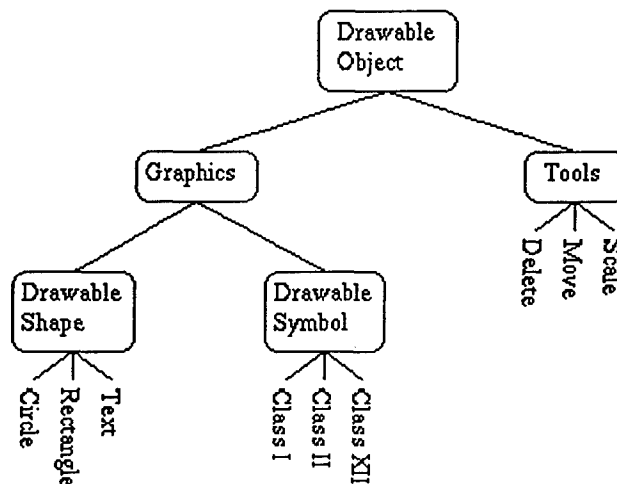 Drawable
Object
Graphics
Tools
Delete
Move
Scale
Drawable
Shape
Drawable
Symbol
Circle
Rectangle
Text
Class I
Class II
Class XII